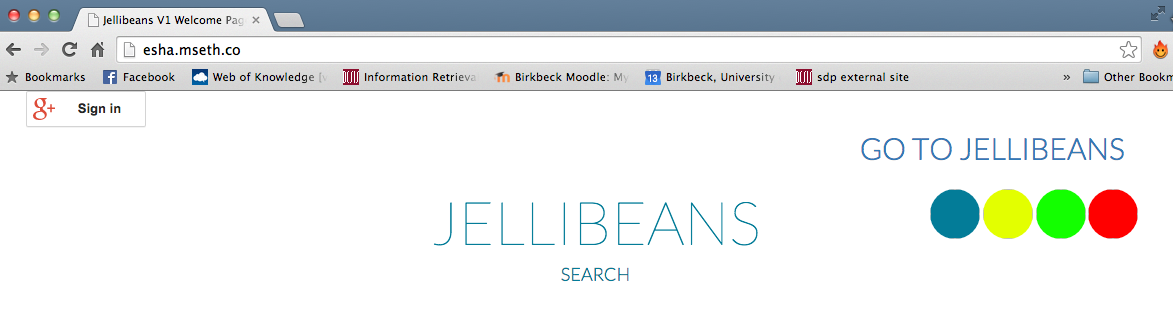 Jellibeans V1 Welcome Pag
esha.mseth.co
Bookmarks Facebook Web of Knowledge [v Information Retrieva Birkbeck Moodle: My 13 Birkbeck, University sdp external site » Other Book
g+ Sign in
GO TO JELLIBEANS
JELLIBEANS
SEARCH